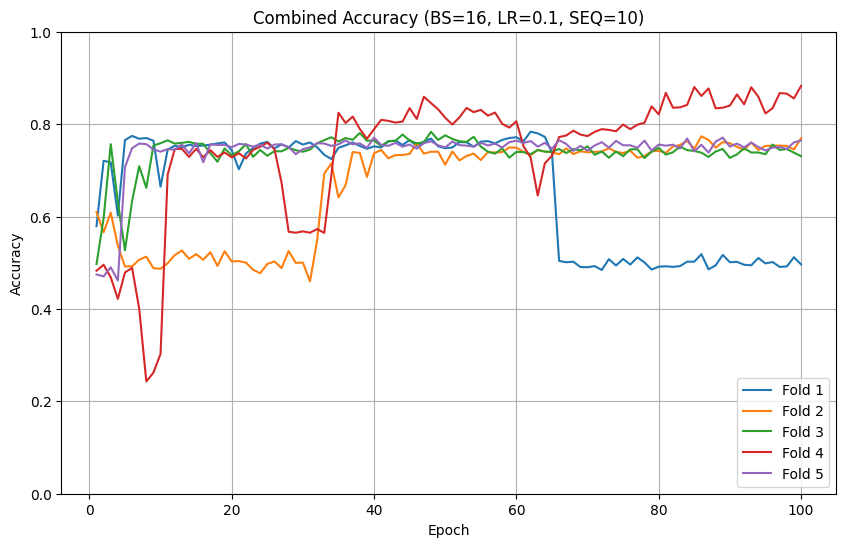 Combined Accuracy (BS=16, LR=0.1, SEQ=10)
1.0
0.8
0.6
0.4
0.2
0.0
Accuracy
0 20 40 60 80 100
Epoch
Fold 1
Fold 2
Fold 3
Fold 4
Fold 5